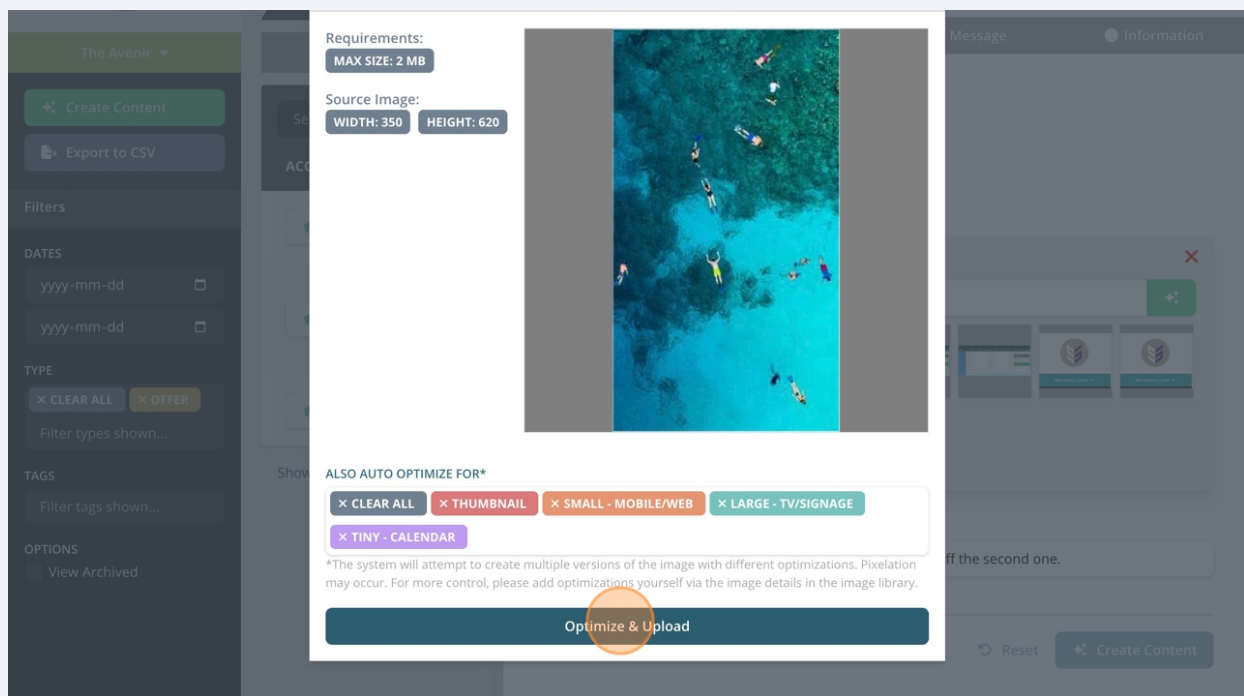 The Avenir
Create Content
Export to CSV
Filters
DATES
yyyy-mm-dd
yyyy-mm-dd
TYPE
× CLEAR ALL × OFFER
Filter types shown...
TAGS
Filter tags shown...
OPTIONS
View Archived
Se
ACC
Show
Requirements:
MAX SIZE: 2 MB
Source Image:
WIDTH: 350 HEIGHT: 620
ALSO AUTO OPTIMIZE FOR*
× CLEAR ALL × THUMBNAIL × SMALL - MOBILE/WEB × LARGE - TV/SIGNAGE
× TINY - CALENDAR
*The system will attempt to create multiple versions of the image with different optimizations. Pixelation
may occur. For more control, please add optimizations yourself via the image details in the image library.
Optimize & Upload
Message Information
ff the second one.
Reset Create Content